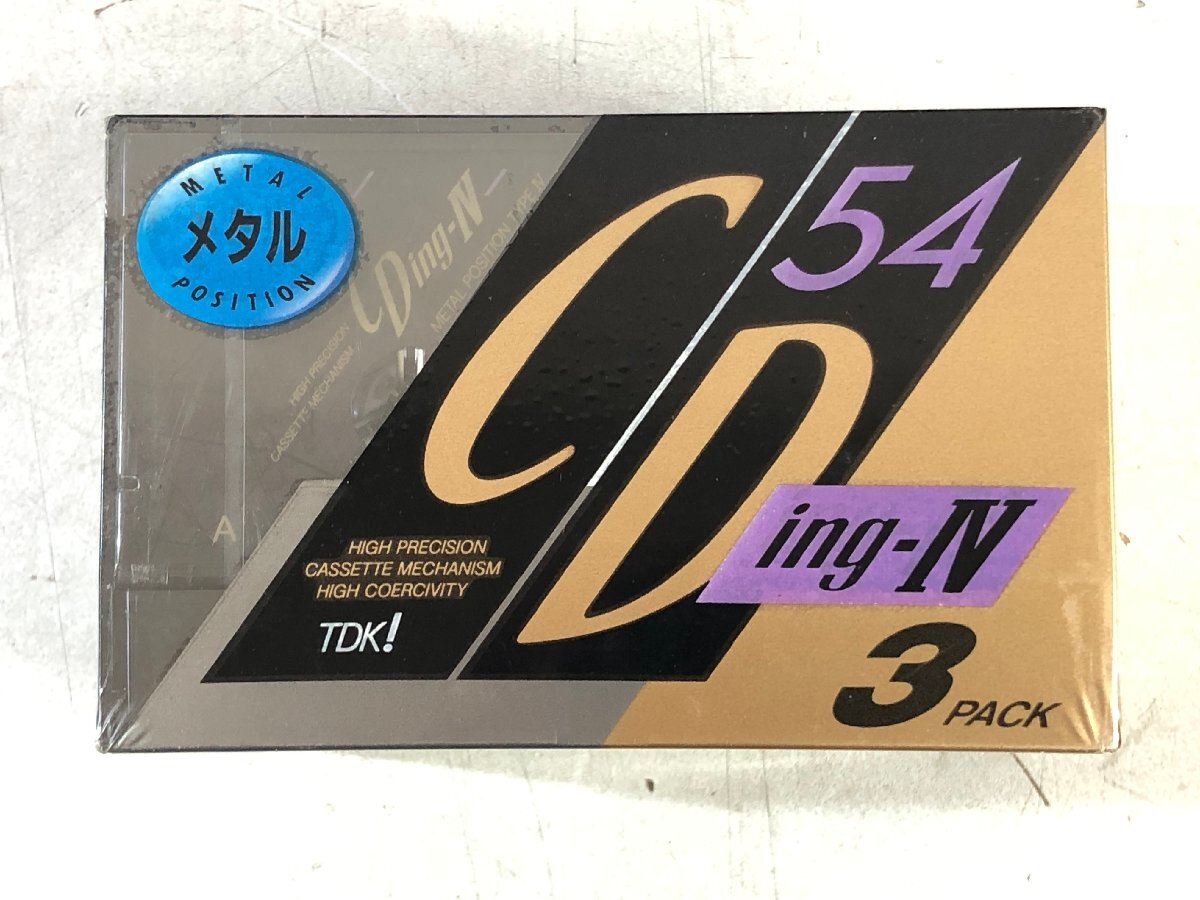 METAL
メタル
POSITION
HIGH PRECISION
CASSETTE MECHANISM
CDing-IV
METAL POSITION TYPE IV
A
CD
54
ing-IV
HIGH PRECISION
CASSETTE MECHANISM
HIGH COERCIVITY
TDK!
3 PACK